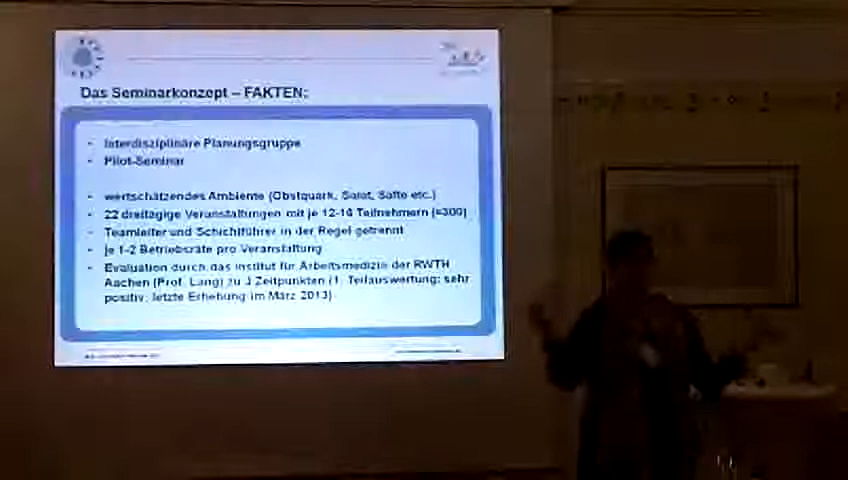 Das Seminarkonzept – FAKTEN:
• Interdisziplinäre Planungsgruppe
• Pilot-Seminar
• wertschätzendes Ambiente (Obstquark, Salat, Säfte etc.)
• 22 dreitägige Veranstaltungen mit je 12-16 Teilnehmern (=300)
• Teamleiter und Schichtführer in der Regel getrennt
• je 1-2 Betriebsräte pro Veranstaltung
• Evaluation durch das Institut für Arbeitsmedizin der RWTH
Aachen (Prof. Lang) zu 3 Zeitpunkten (1. Teilauswertung: sehr
positiv; letzte Erhebung im März 2013)